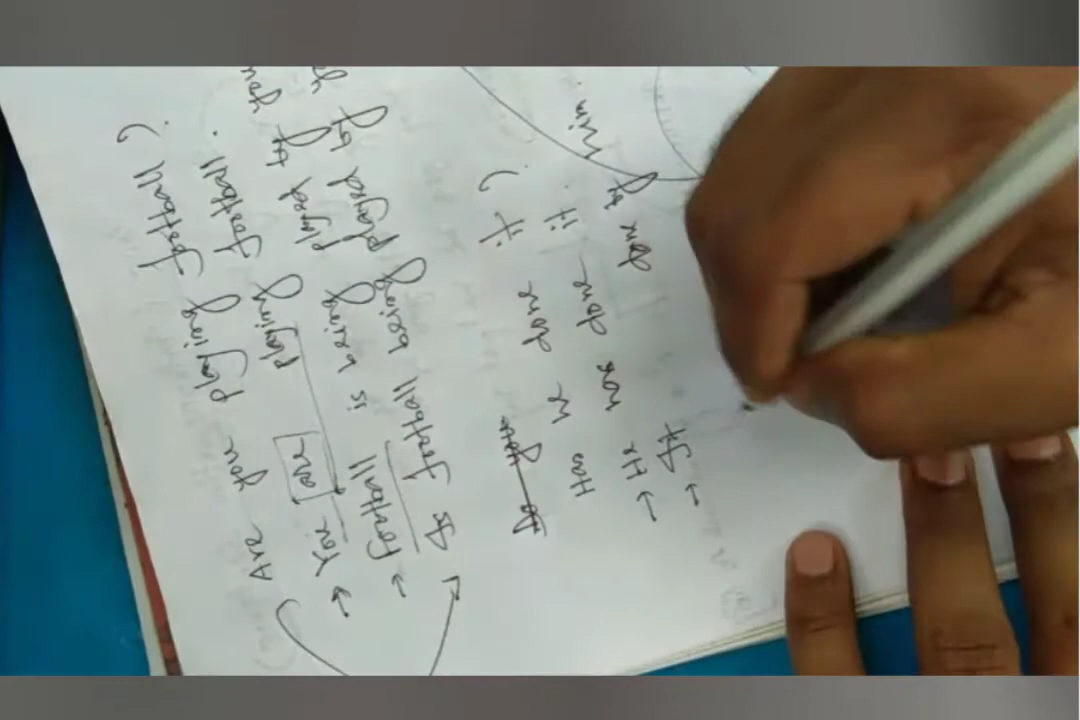 Are you playing football ?
→ You are playing football.
→ Football is being played by you
Is football being played by
Has he done it ?
→ He has done it.
→ It done by him.